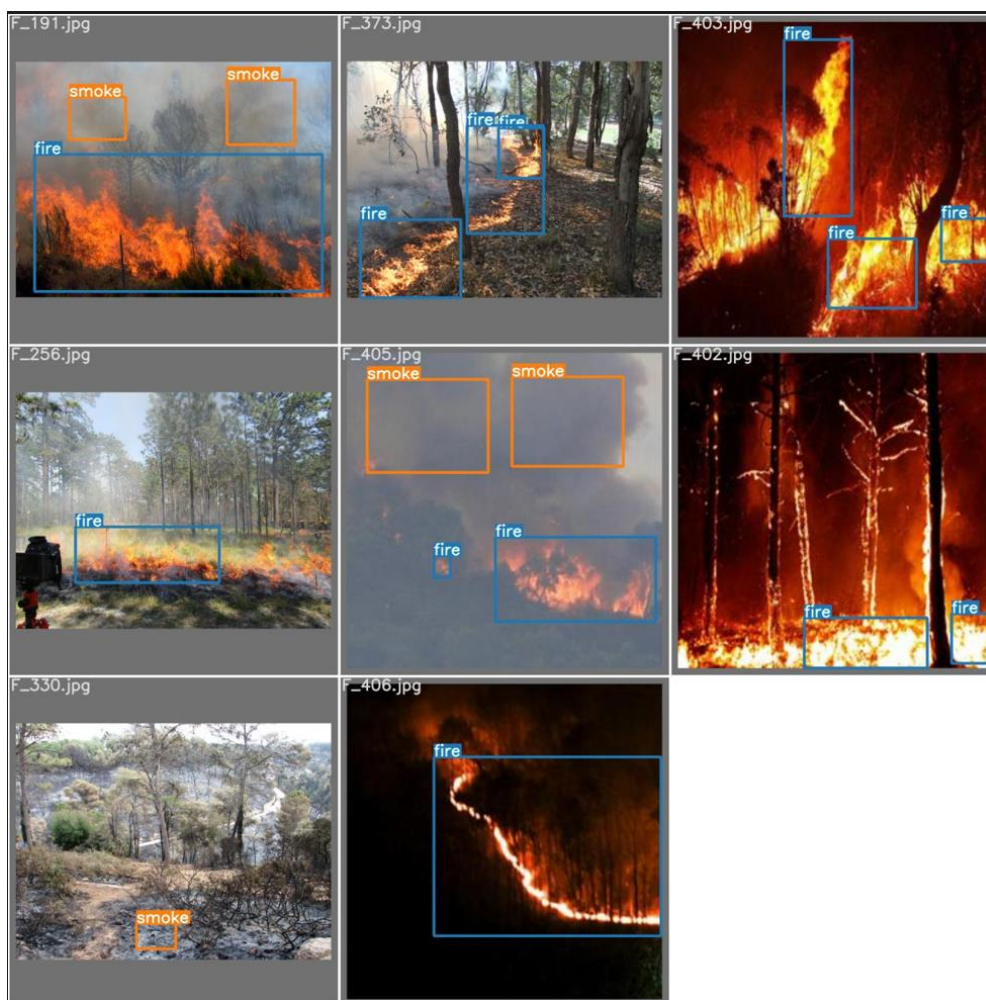 F_191.jpg
smoke
smoke
fire
F_373.jpg
fire
fire
fire
F_403.jpg
fire
fire
fire
F_256.jpg
fire
F_405.jpg
smoke
smoke
fire
fire
F_402.jpg
fire
fire
F_330.jpg
smoke
F_406.jpg
fire